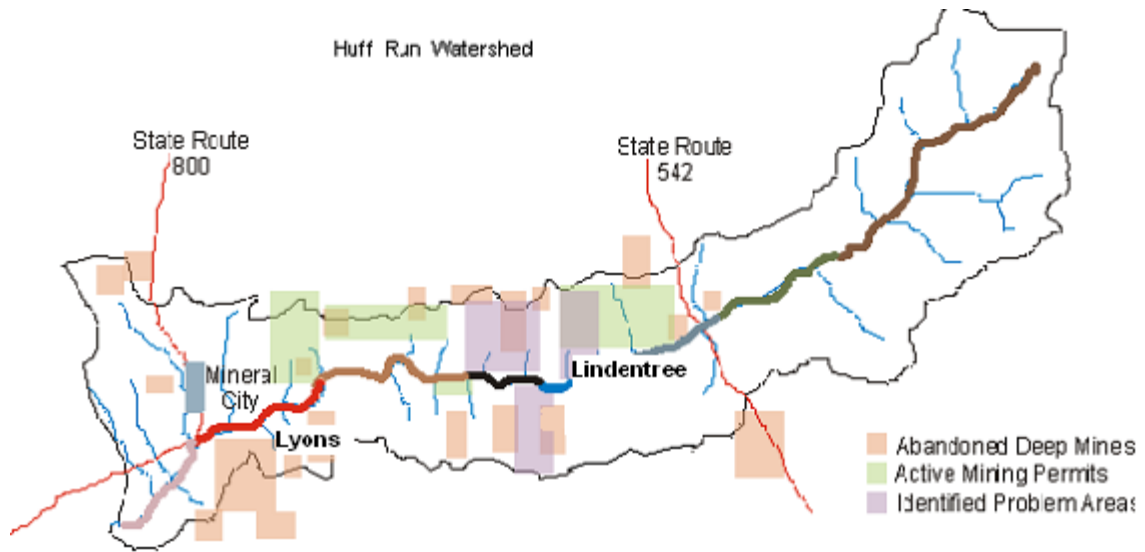 Huff Run Watershed
State Route
800
State Route
542
Lindentree
Mineral
City
Lyons
Abandoned Deep Mines
Active Mining Permits
Identified Problem Areas